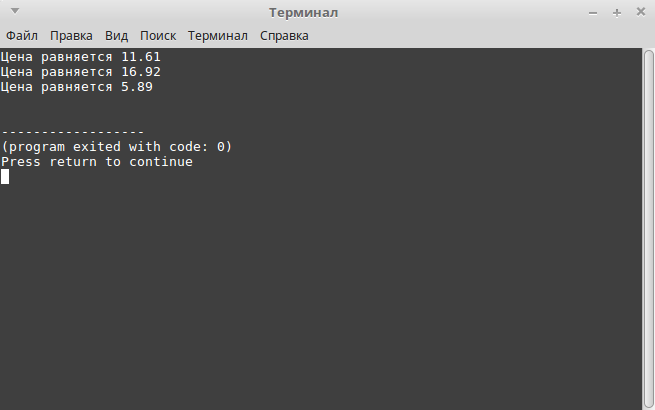 Терминал
Файл Правка Вид Поиск Терминал Справка
Цена равняется 11.61
Цена равняется 16.92
Цена равняется 5.89
------------------
(program exited with code: 0)
Press return to continue